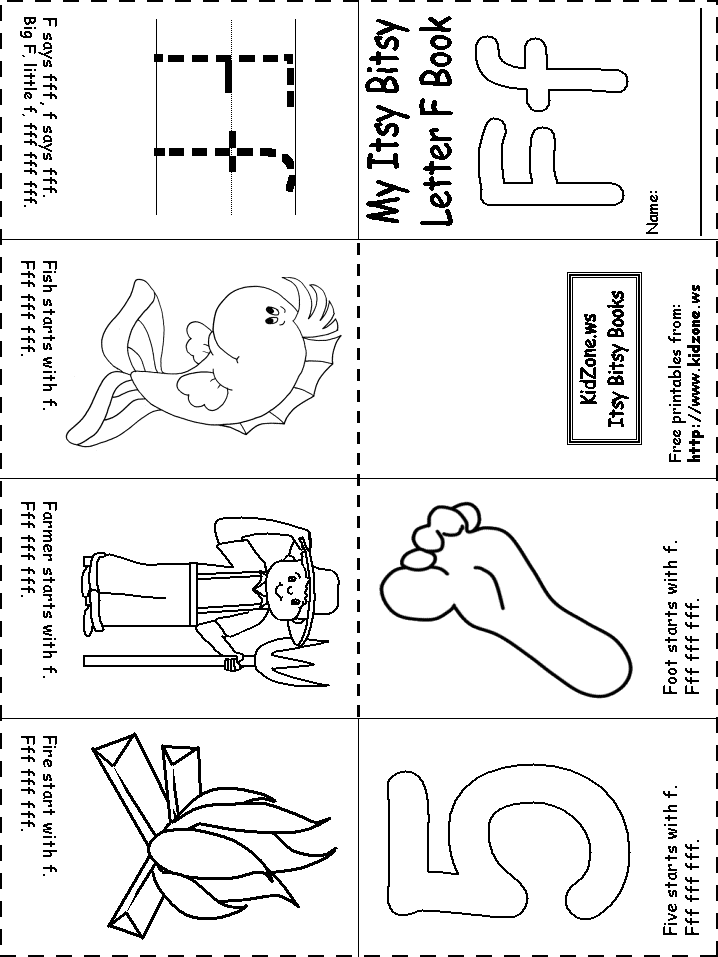 My Itsy Bitsy
Letter F Book
Ff
Name:
F says fff, f says fff.
Big F, little f, fff fff fff.
Ff
Fish starts with f.
Fff fff fff.
Farmer starts with f.
Fff fff fff.
Fire start with f.
Fff fff fff.
5
Five starts with f.
Fff fff fff.
Foot starts with f.
Fff fff fff.
KidZone.ws
Itsy Bitsy Books
Free printables from:
http://www.kidzone.ws